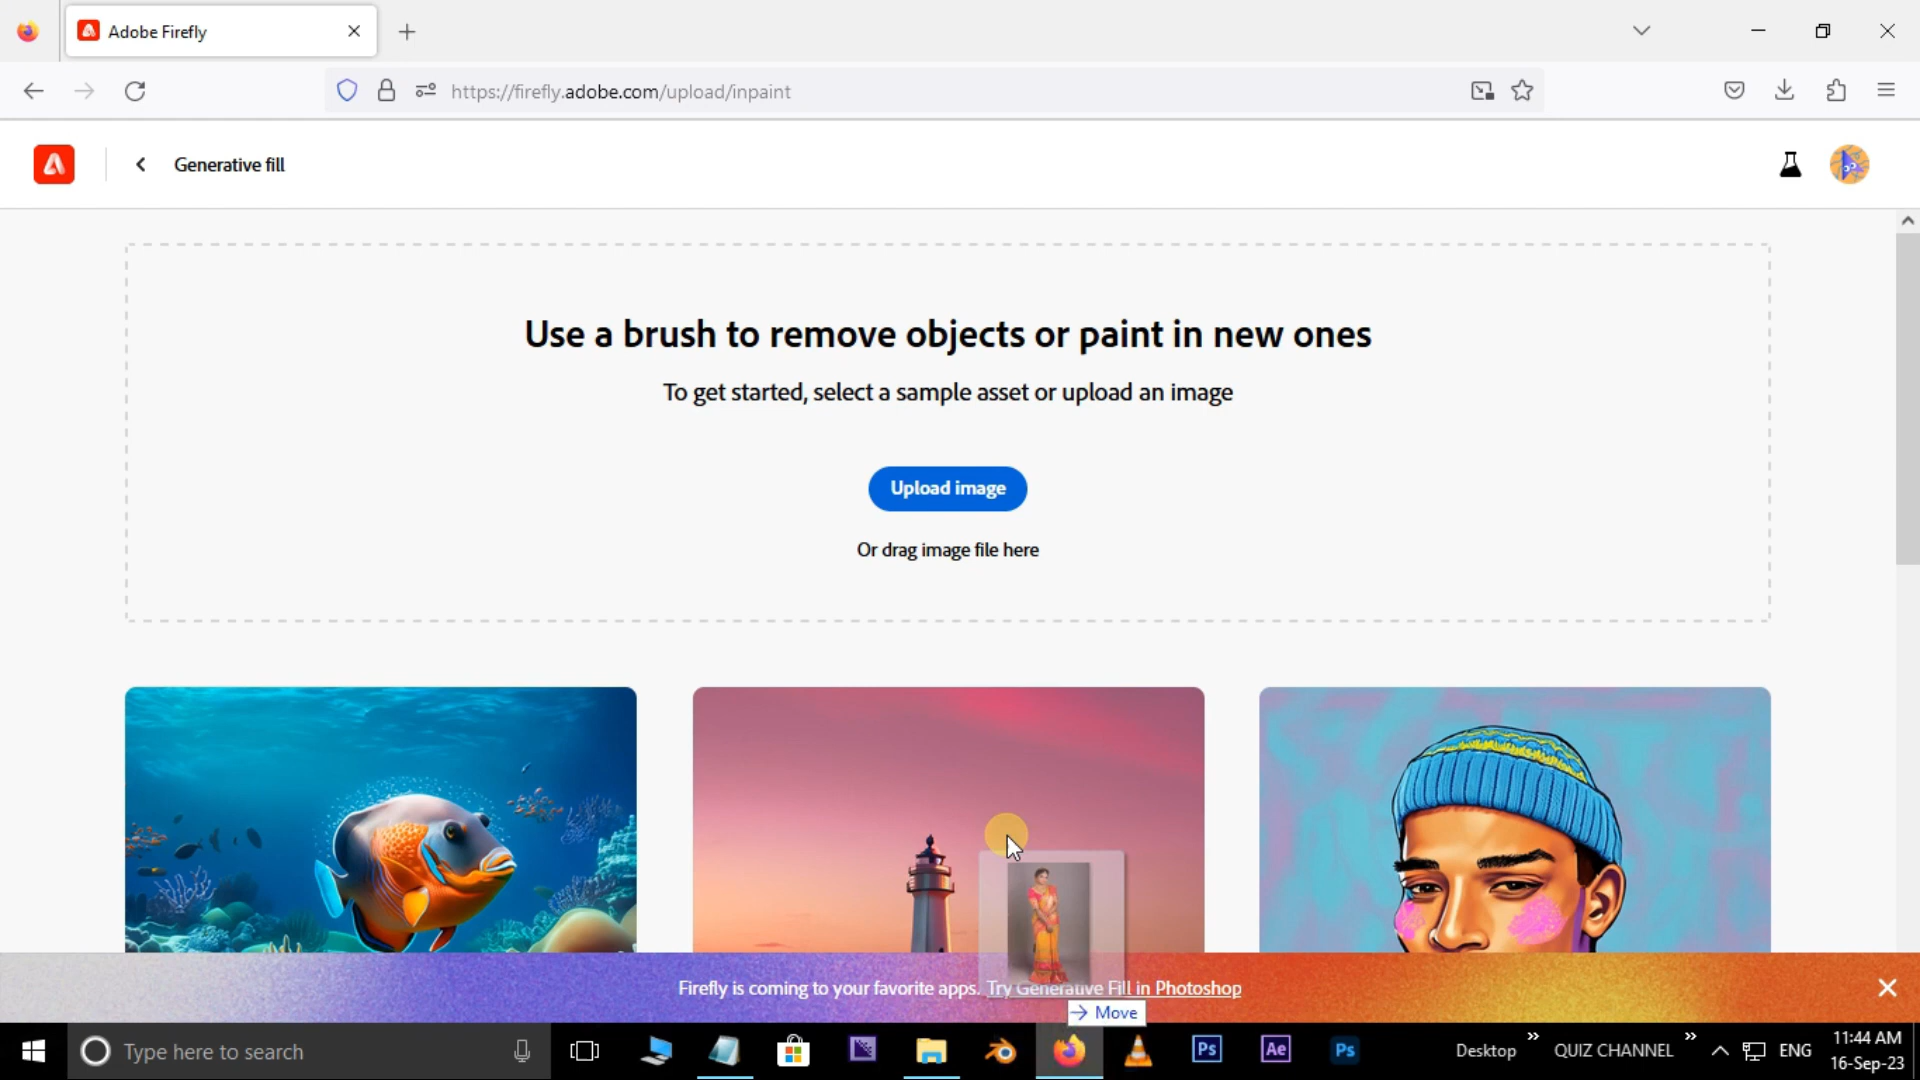 Adobe Firefly
https://firefly.adobe.com/upload/inpaint
Generative fill
Use a brush to remove objects or paint in new ones
To get started, select a sample asset or upload an image
Upload image
Or drag image file here
Firefly is coming to your favorite apps. Try Generative Fill in Photoshop
Move
Type here to search
Ps
Ae
Ps
Desktop
QUIZ CHANNEL
ENG
11:44 AM
16-Sep-23